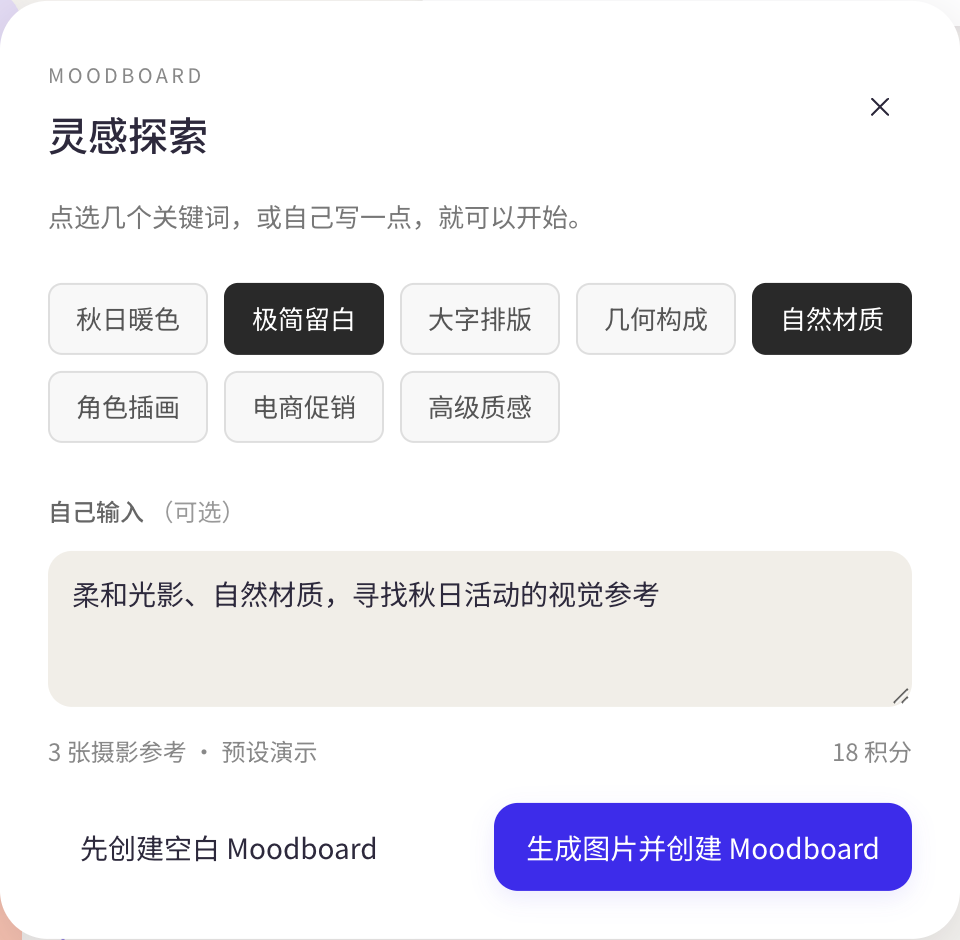 MOODBOARD
灵感探索
点选几个关键词，或自己写一点，就可以开始。
秋日暖色 极简留白 大字排版 几何构成 自然材质
角色插画 电商促销 高级质感
自己输入（可选）
柔和光影、自然材质，寻找秋日活动的视觉参考
3 张摄影参考 · 预设演示 18 积分
先创建空白 Moodboard 生成图片并创建 Moodboard